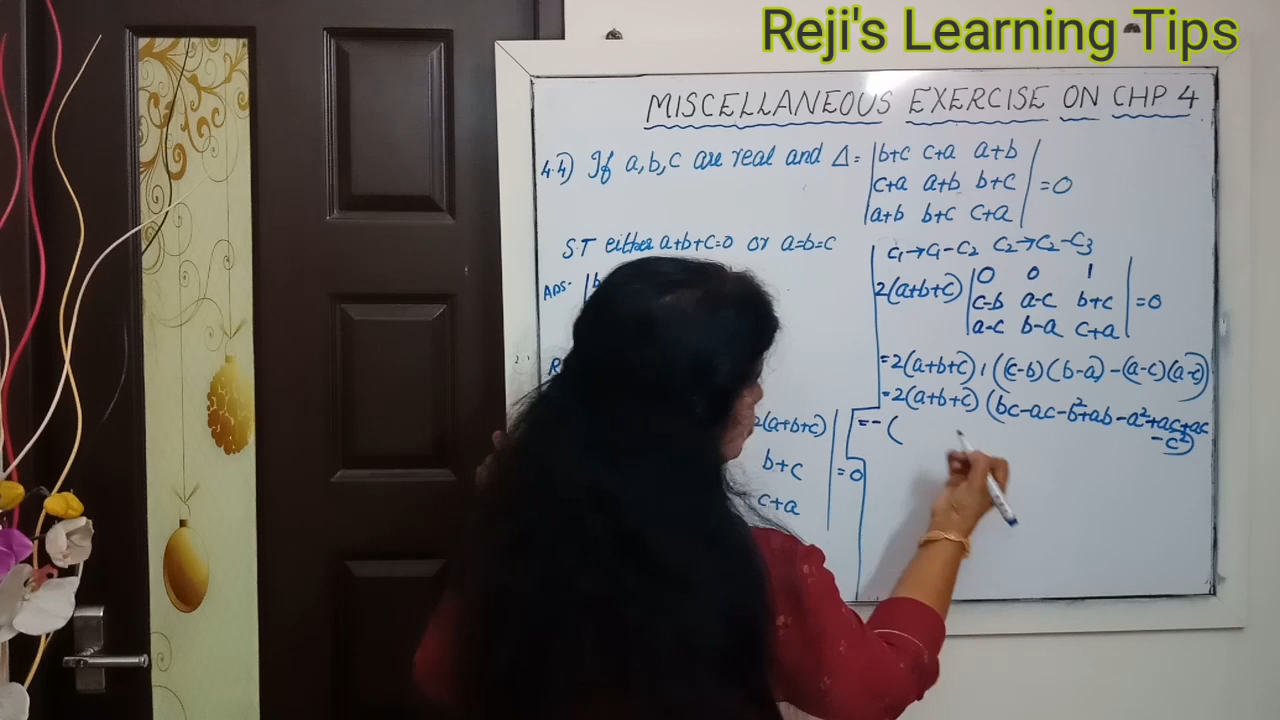 Reji's Learning Tips
MISCELLANEOUS EXERCISE ON CHP 4
4.4) If a,b,c are real and Δ= |b+c c+a a+b|
|c+a a+b b+c| =0
|a+b b+c c+a|
ST either a+b+c=0 or a=b=c
ADS- |b
2(a+b+c)
b+c =0
c+a
C₁→C₁-C₂ C₂→C₂-C₃
2(a+b+c) |0 0 1|
|c-b a-c b+c| =0
|a-c b-a c+a|
=2(a+b+c) 1 ((c-b)(b-a)-(a-c)(a-c))
=2(a+b+c) (bc-ac-b²+ab-a²+ac+ac
-c²)
=-(